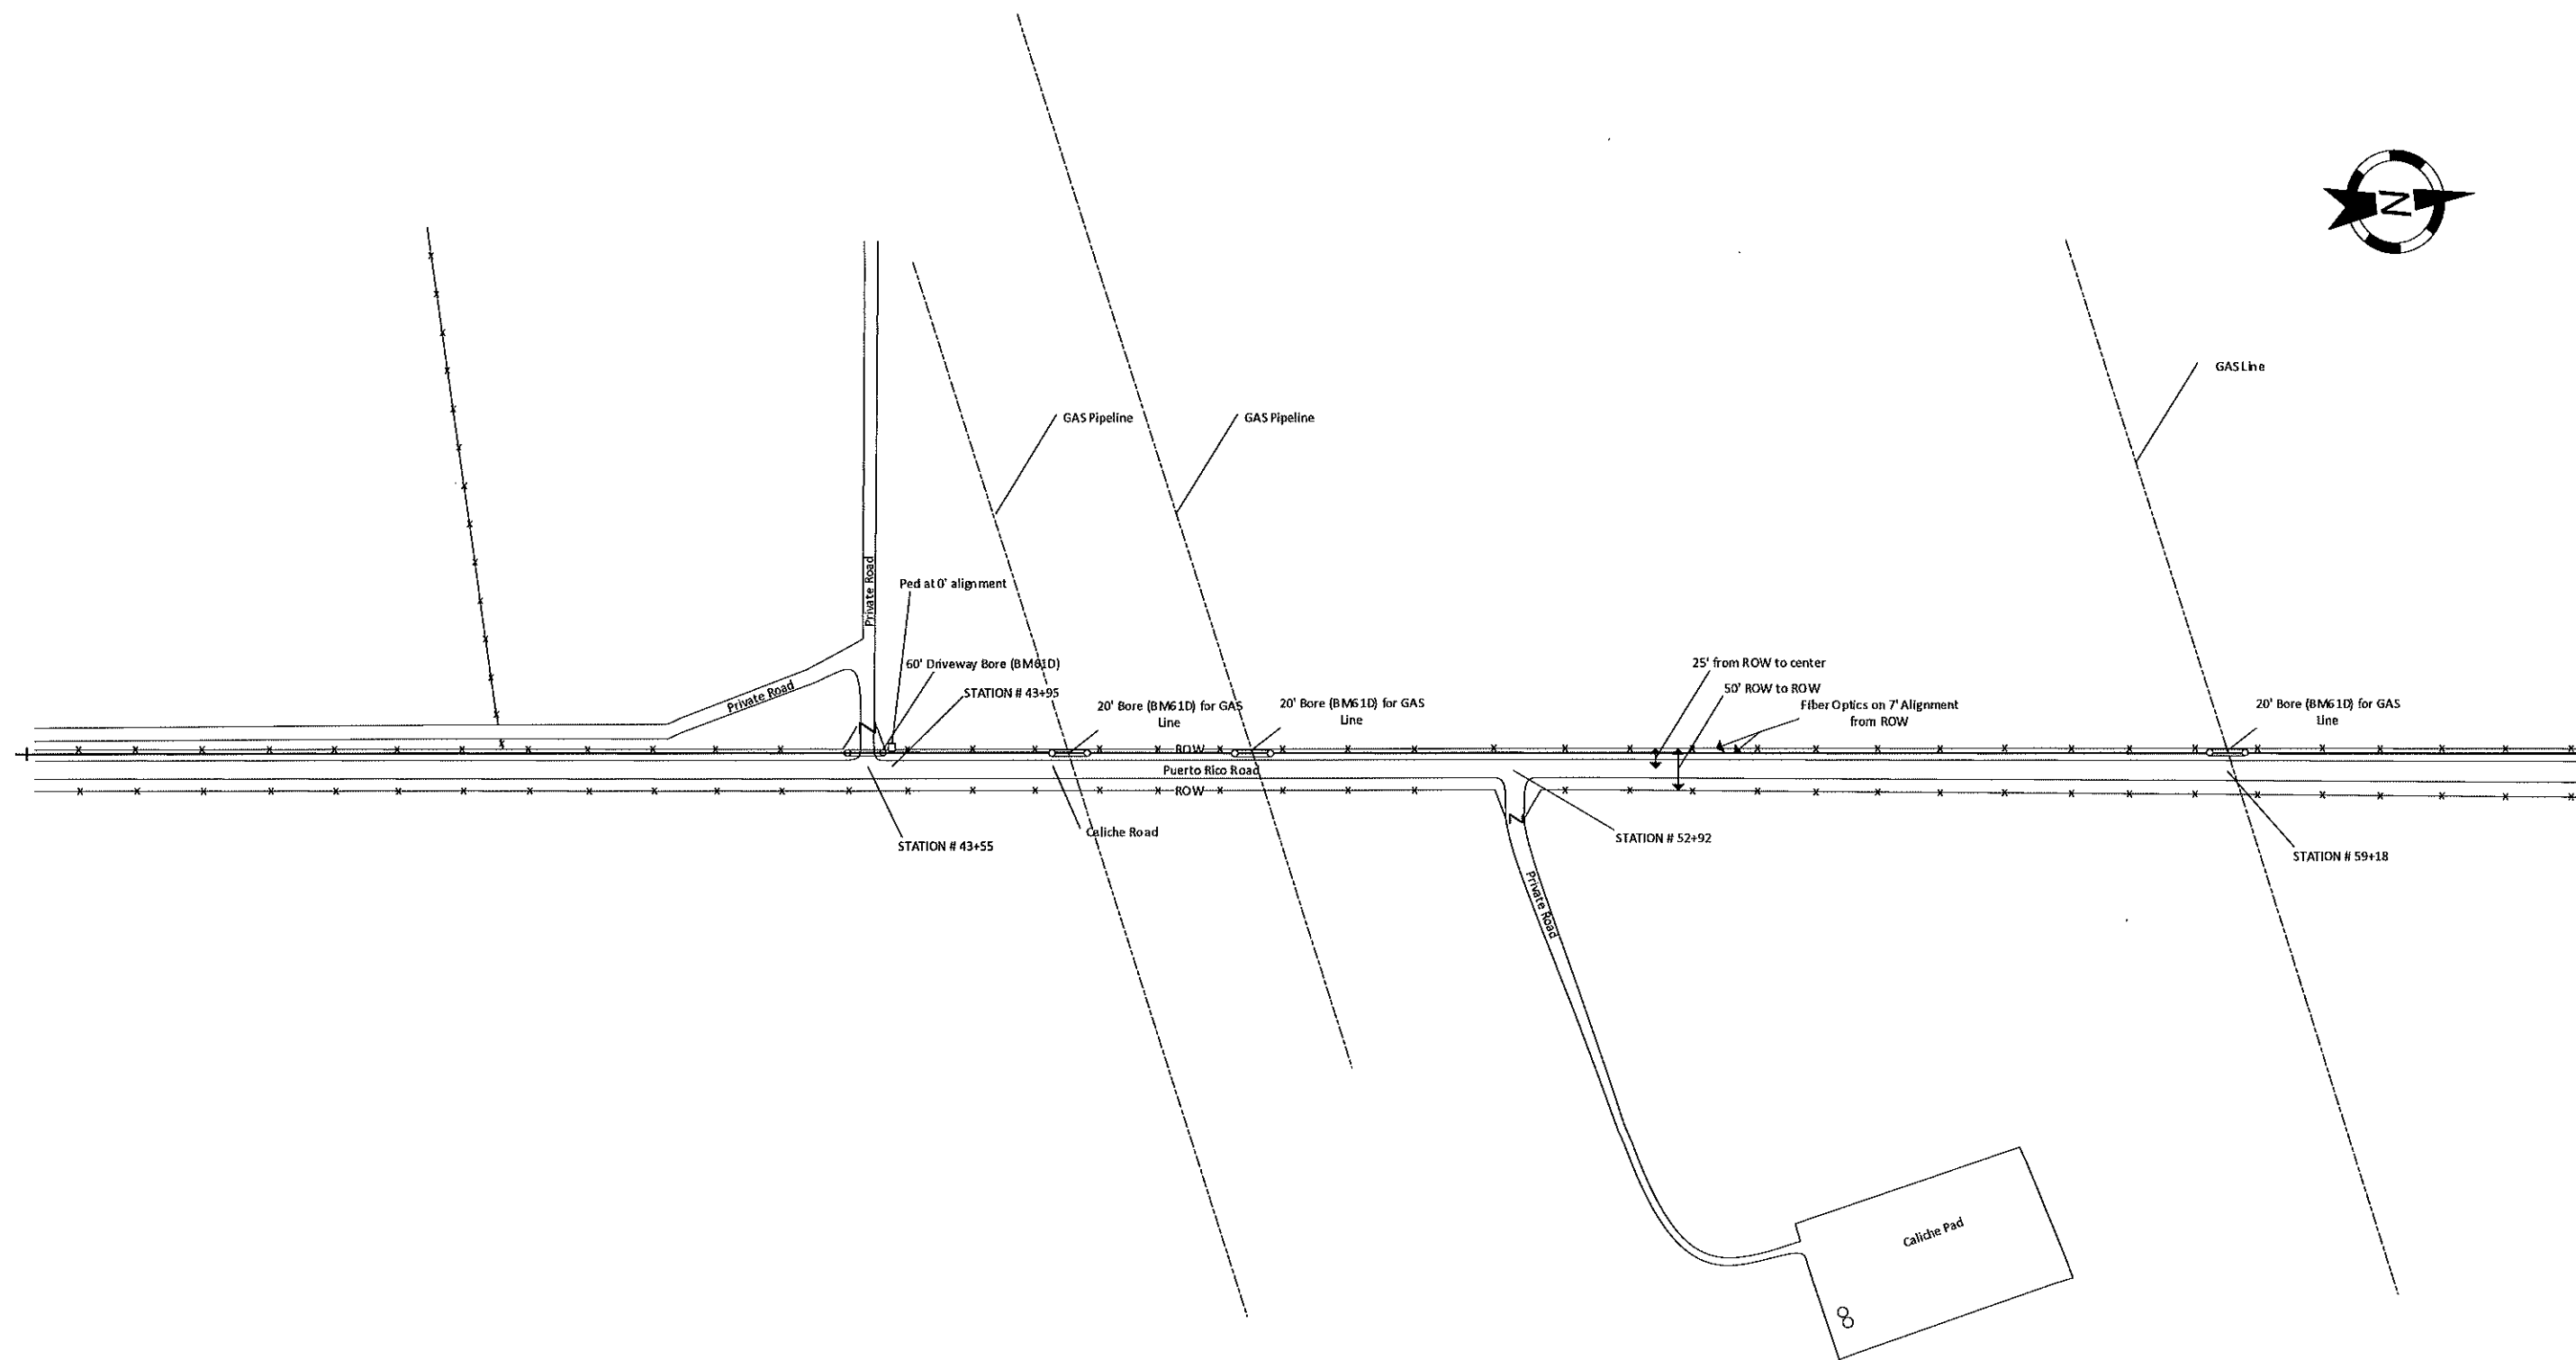 N
GAS Line
GAS Pipeline
GAS Pipeline
Private Road
Ped at 0' alignment
60' Driveway Bore (BM61D)
STATION # 43+95
Private Road
20' Bore (BM61D) for GAS
Line
20' Bore (BM61D) for GAS
Line
25' from ROW to center
50' ROW to ROW
Fiber Optics on 7' Alignment
from ROW
20' Bore (BM61D) for GAS
Line
ROW
Puerto Rico Road
ROW
Caliche Road
STATION # 43+55
STATION # 52+92
STATION # 59+18
Private Road
Caliche Pad